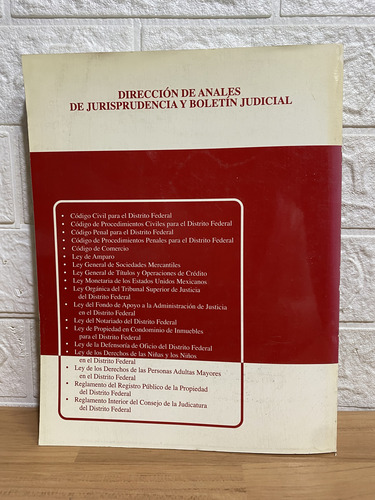 DIRECCIÓN DE ANALES
DE JURISPRUDENCIA Y BOLETÍN JUDICIAL
• Código Civil para el Distrito Federal
• Código de Procedimientos Civiles para el Distrito Federal
• Código Penal para el Distrito Federal
• Código de Procedimientos Penales para el Distrito Federal
• Código de Comercio
• Ley de Amparo
• Ley General de Sociedades Mercantiles
• Ley General de Títulos y Operaciones de Crédito
• Ley Monetaria de los Estados Unidos Mexicanos
• Ley Orgánica del Tribunal Superior de Justicia
del Distrito Federal
• Ley del Fondo de Apoyo a la Administración de Justicia
en el Distrito Federal
• Ley del Notariado del Distrito Federal
• Ley de Propiedad en Condominio de Inmuebles
para el Distrito Federal
• Ley de la Defensoría de Oficio del Distrito Federal
• Ley de los Derechos de las Niñas y los Niños
en el Distrito Federal
• Ley de los Derechos de las Personas Adultas Mayores
en el Distrito Federal
• Reglamento del Registro Público de la Propiedad
del Distrito Federal
• Reglamento Interior del Consejo de la Judicatura
del Distrito Federal